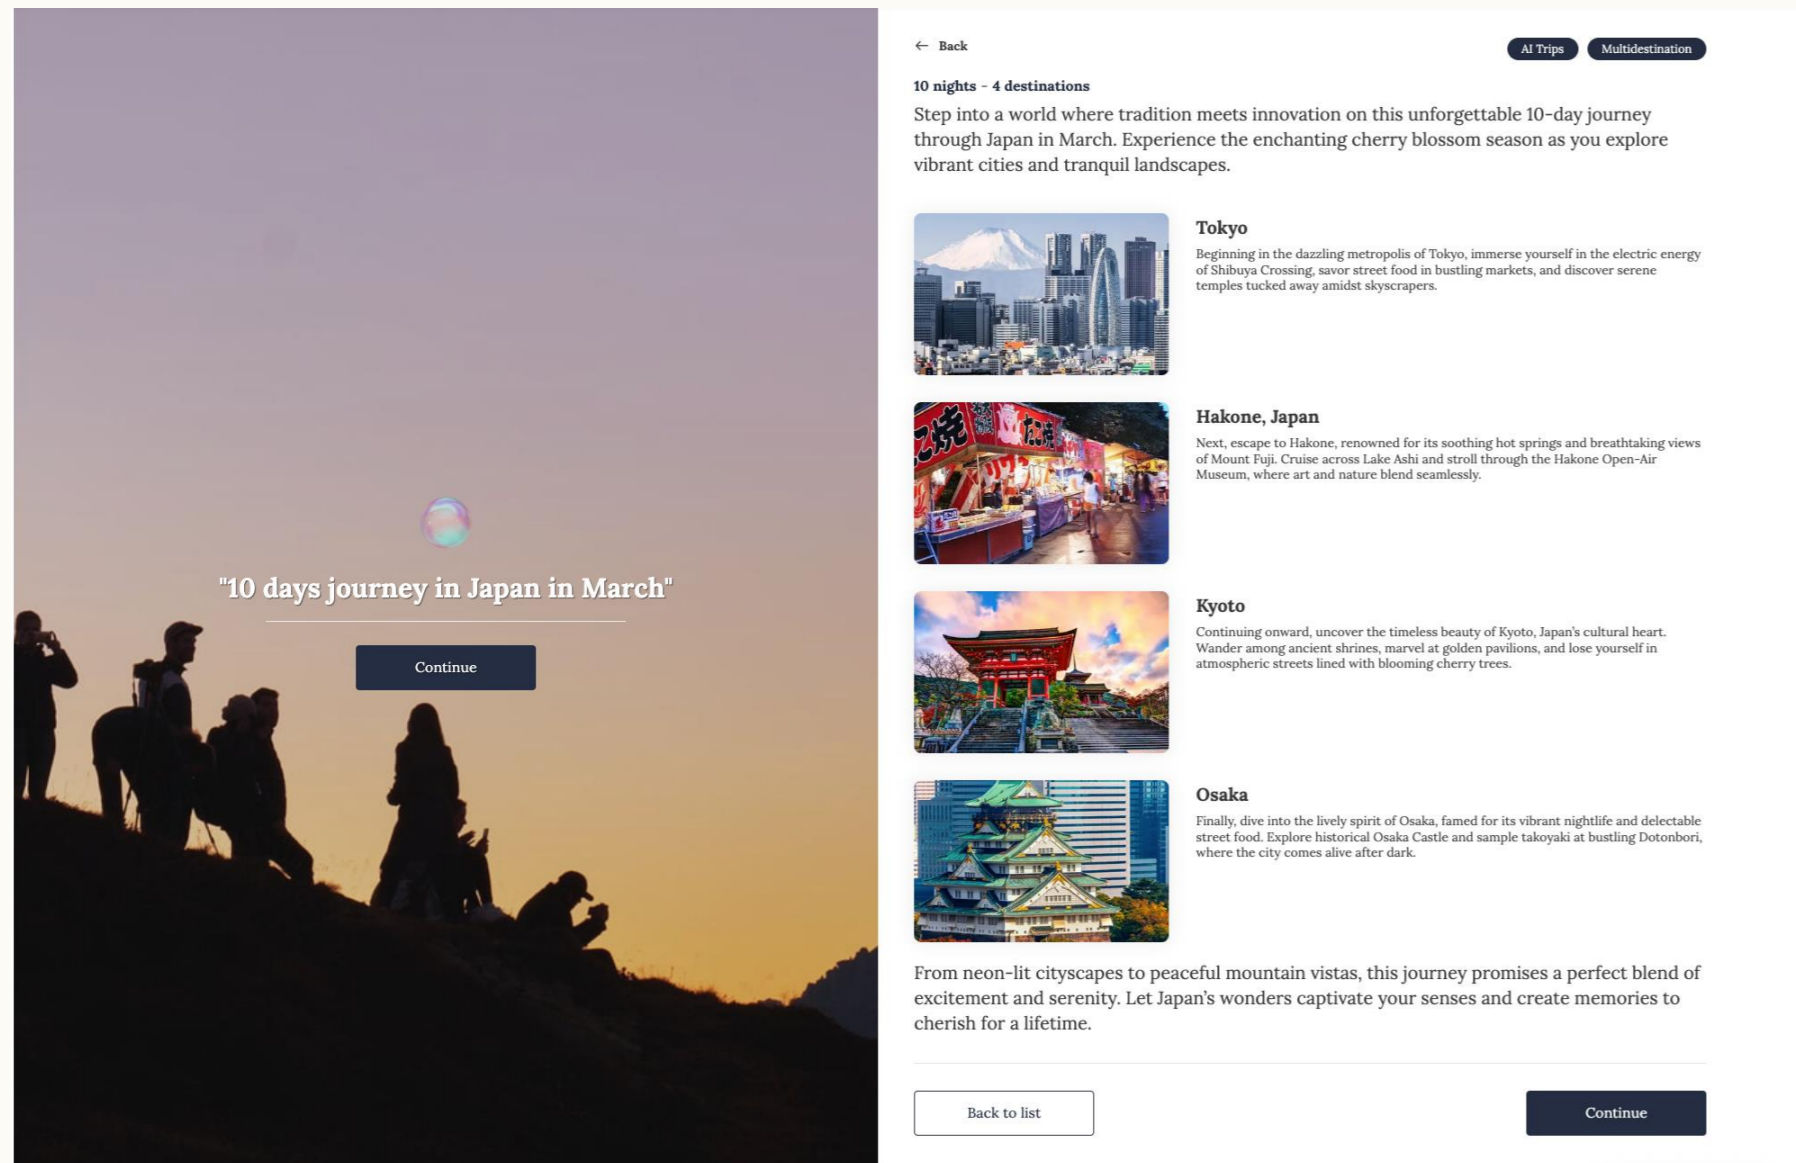 "10 days journey in Japan in March"
Continue
← Back
AI Trips
Multidestination
10 nights - 4 destinations
Step into a world where tradition meets innovation on this unforgettable 10-day journey
through Japan in March. Experience the enchanting cherry blossom season as you explore
vibrant cities and tranquil landscapes.
Tokyo
Beginning in the dazzling metropolis of Tokyo, immerse yourself in the electric energy
of Shibuya Crossing, savor street food in bustling markets, and discover serene
temples tucked away amidst skyscrapers.
Hakone, Japan
Next, escape to Hakone, renowned for its soothing hot springs and breathtaking views
of Mount Fuji. Cruise across Lake Ashi and stroll through the Hakone Open-Air
Museum, where art and nature blend seamlessly.
Kyoto
Continuing onward, uncover the timeless beauty of Kyoto, Japan's cultural heart.
Wander among ancient shrines, marvel at golden pavilions, and lose yourself in
atmospheric streets lined with blooming cherry trees.
Osaka
Finally, dive into the lively spirit of Osaka, famed for its vibrant nightlife and delectable
street food. Explore historical Osaka Castle and sample takoyaki at bustling Dotonbori,
where the city comes alive after dark.
From neon-lit cityscapes to peaceful mountain vistas, this journey promises a perfect blend of
excitement and serenity. Let Japan's wonders captivate your senses and create memories to
cherish for a lifetime.
Back to list
Continue